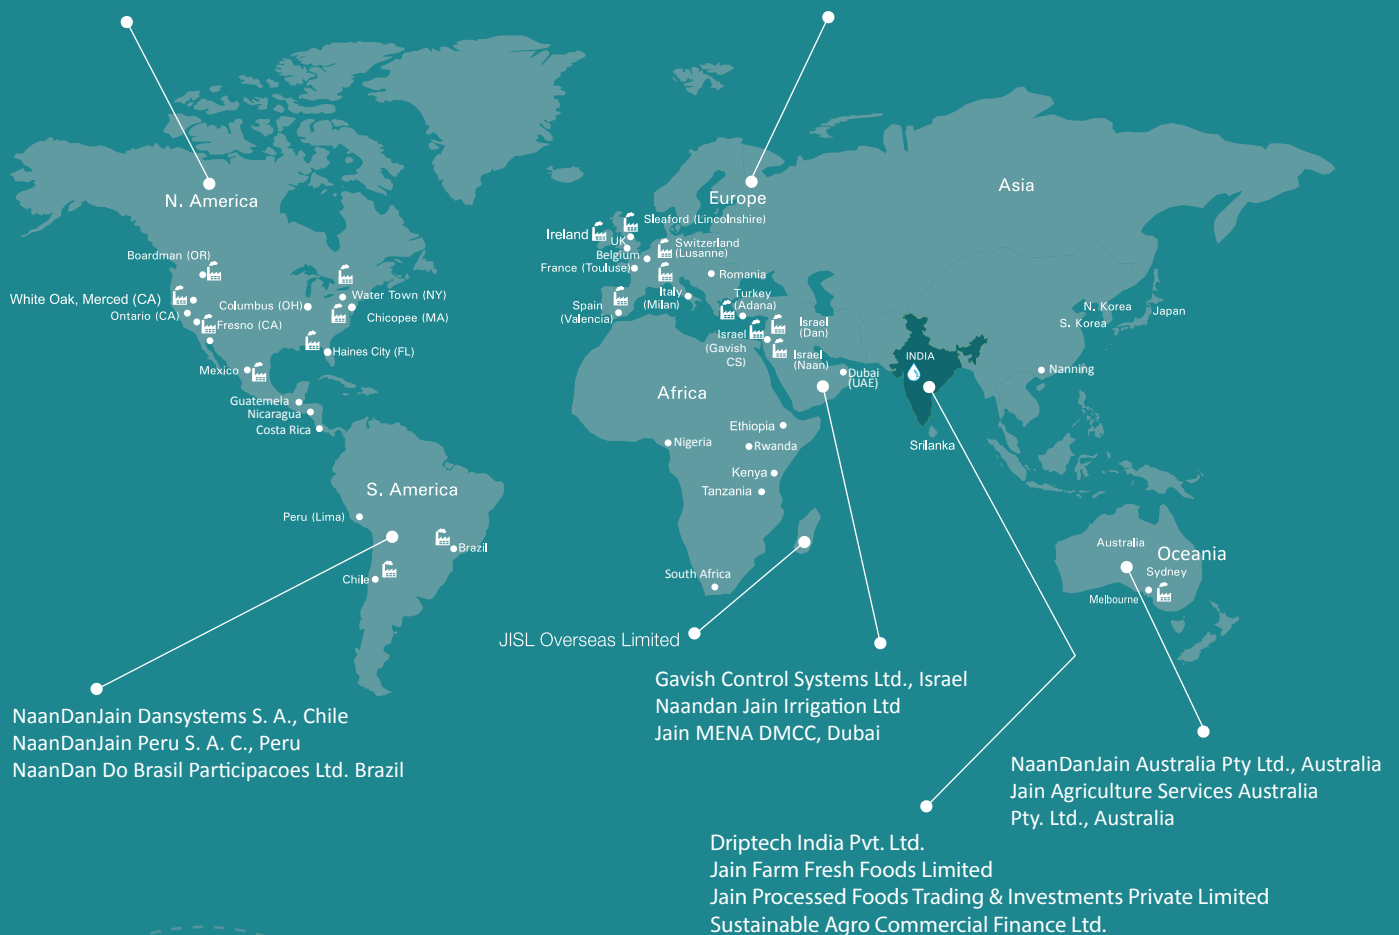 N. America
Europe
Asia
Sleaford (Lincolnshire)
Ireland
UK
Switzerland
(Lusanne)
Belgium
France (Touluse)
Romania
Boardman (OR)
White Oak, Merced (CA)
Ontario (CA)
Fresno (CA)
Columbus (OH)
Water Town (NY)
Chicopee (MA)
Haines City (FL)
Mexico
Guatemela
Nicaragua
Costa Rica
Spain
(Valencia)
Italy
(Milan)
Turkey
(Adana)
Israel
(Gavish
CS)
Israel
(Dan)
Israel
(Naan)
Dubai
(UAE)
INDIA
N. Korea
S. Korea
Japan
Nanning
Srilanka
Africa
Ethiopia
Nigeria
Rwanda
Kenya
Tanzania
South Africa
S. America
Peru (Lima)
Brazil
Chile
Australia
Oceania
Sydney
Melbourne
JISL Overseas Limited
NaanDanJain Dansystems S. A., Chile
NaanDanJain Peru S. A. C., Peru
NaanDan Do Brasil Participacoes Ltd. Brazil
Gavish Control Systems Ltd., Israel
Naandan Jain Irrigation Ltd
Jain MENA DMCC, Dubai
NaanDanJain Australia Pty Ltd., Australia
Jain Agriculture Services Australia
Pty. Ltd., Australia
Driptech India Pvt. Ltd.
Jain Farm Fresh Foods Limited
Jain Processed Foods Trading & Investments Private Limited
Sustainable Agro Commercial Finance Ltd.